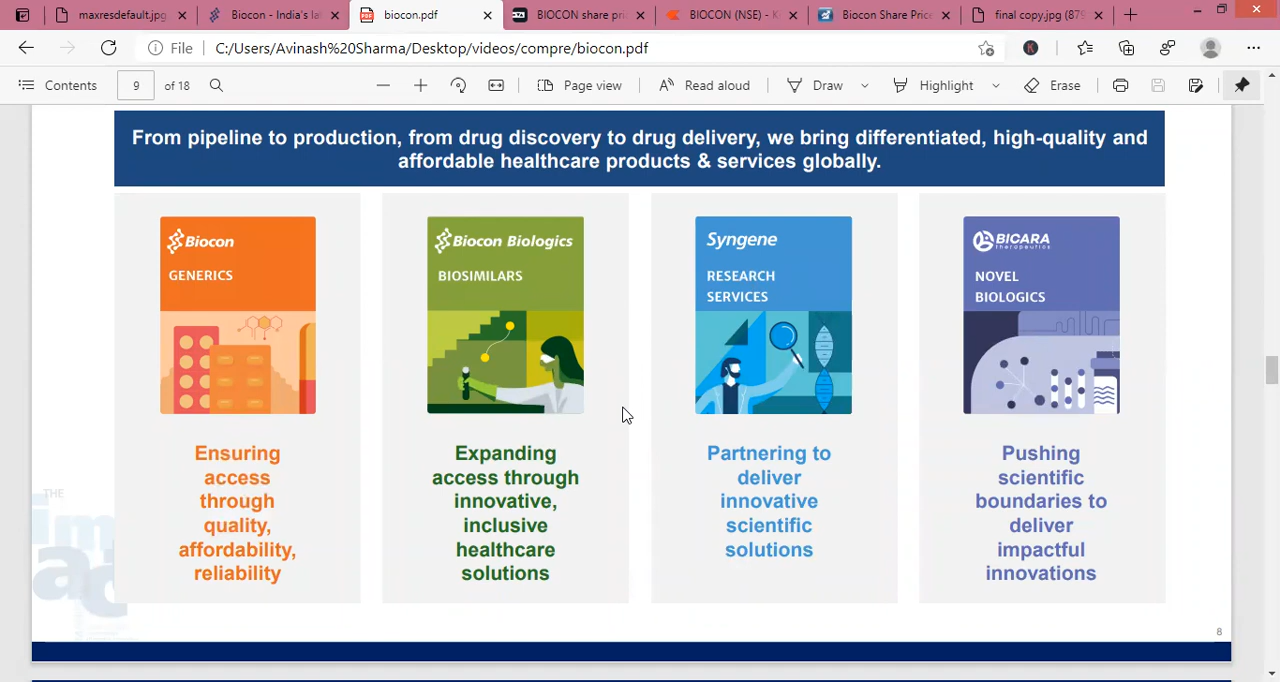 maxresdefault.jpg
Biocon - India's la
biocon.pdf
BIOCON share pri
BIOCON (NSE) - K
Biocon Share Price
final copy.jpg (879
File
C:/Users/Avinash%20Sharma/Desktop/videos/compre/biocon.pdf
K
Contents
9
of 18
Page view
Read aloud
Draw
Highlight
Erase
From pipeline to production, from drug discovery to drug delivery, we bring differentiated, high-quality and
affordable healthcare products & services globally.
Biocon
GENERICS
Ensuring
access
through
quality,
affordability,
reliability
Biocon Biologics
BIOSIMILARS
Expanding
access through
innovative,
inclusive
healthcare
solutions
Syngene
RESEARCH
SERVICES
Partnering to
deliver
innovative
scientific
solutions
BICARA
therapeutics
NOVEL
BIOLOGICS
Pushing
scientific
boundaries to
deliver
impactful
innovations
THE
8